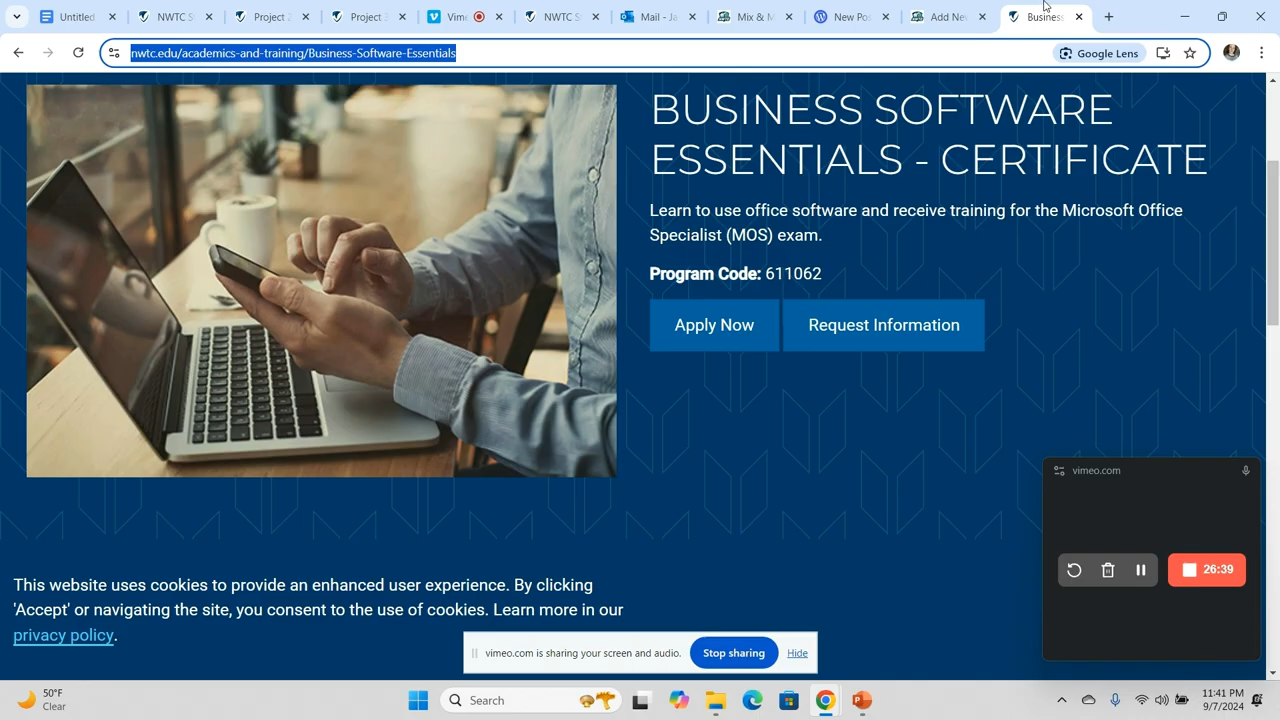 Untitled
NWTC S
Project Z
Project
Vim
NWTC S
Mail - Ja
Mix & M
New Pos
Add Ne
Busines
nwtc.edu/academics-and-training/Business-Software-Essentials
Google Lens
BUSINESS SOFTWARE
ESSENTIALS - CERTIFICATE
Learn to use office software and receive training for the Microsoft Office
Specialist (MOS) exam.
Program Code: 611062
Apply Now
Request Information
vimeo.com
26:39
This website uses cookies to provide an enhanced user experience. By clicking
'Accept' or navigating the site, you consent to the use of cookies. Learn more in our
privacy policy.
vimeo.com is sharing your screen and audio.
Stop sharing
Hide
50°F
Clear
Search
11:41 PM
9/7/2024